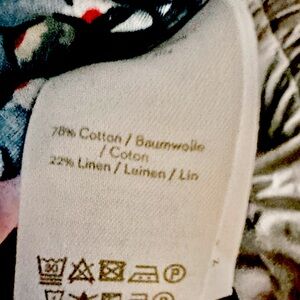 78% Cotton / Baumwolle
/ Coton
22% Linen / Leinen / Lin